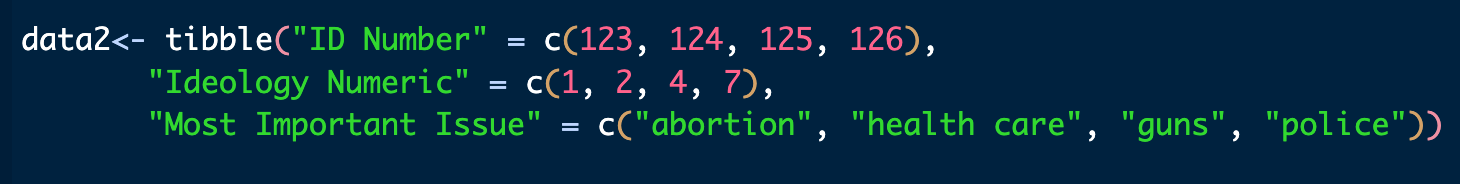 data2<- tibble("ID Number" = c(123, 124, 125, 126),
"Ideology Numeric" = c(1, 2, 4, 7),
"Most Important Issue" = c("abortion", "health care", "guns", "police"))